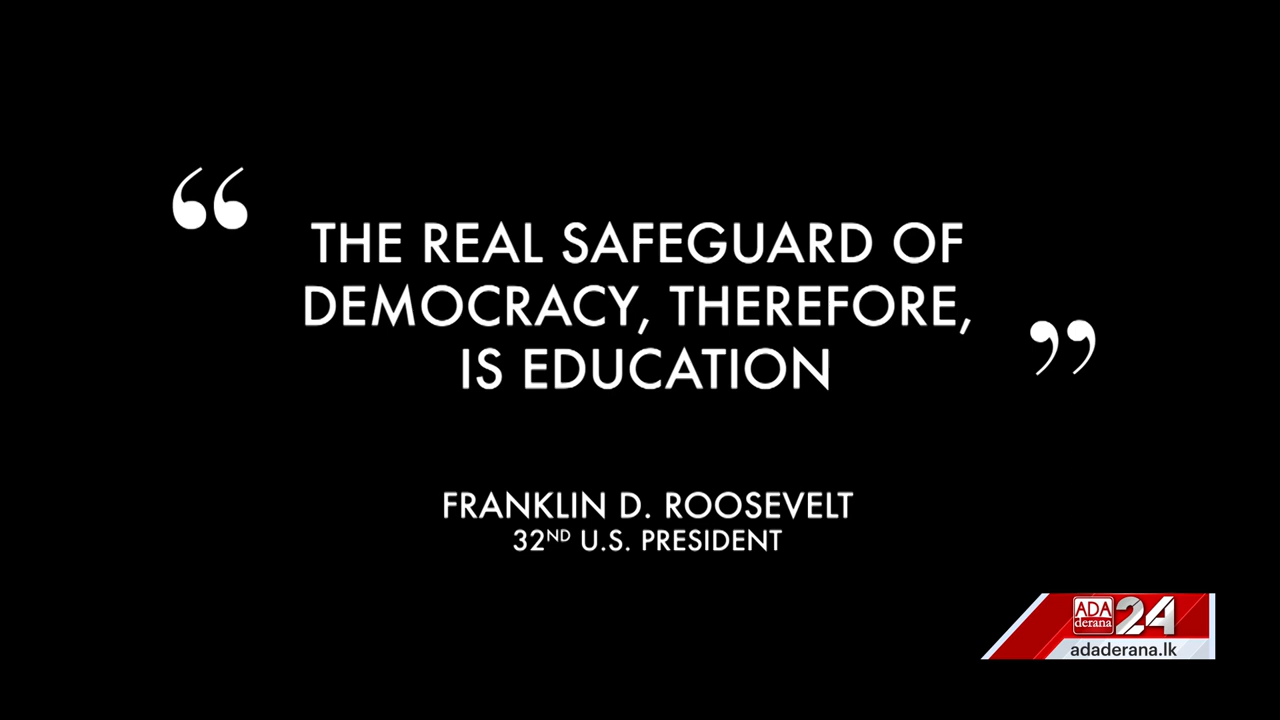 “
THE REAL SAFEGUARD OF
DEMOCRACY, THEREFORE,
IS EDUCATION
”
FRANKLIN D. ROOSEVELT
32ND U.S. PRESIDENT
ADA derana 24
adaderana.lk